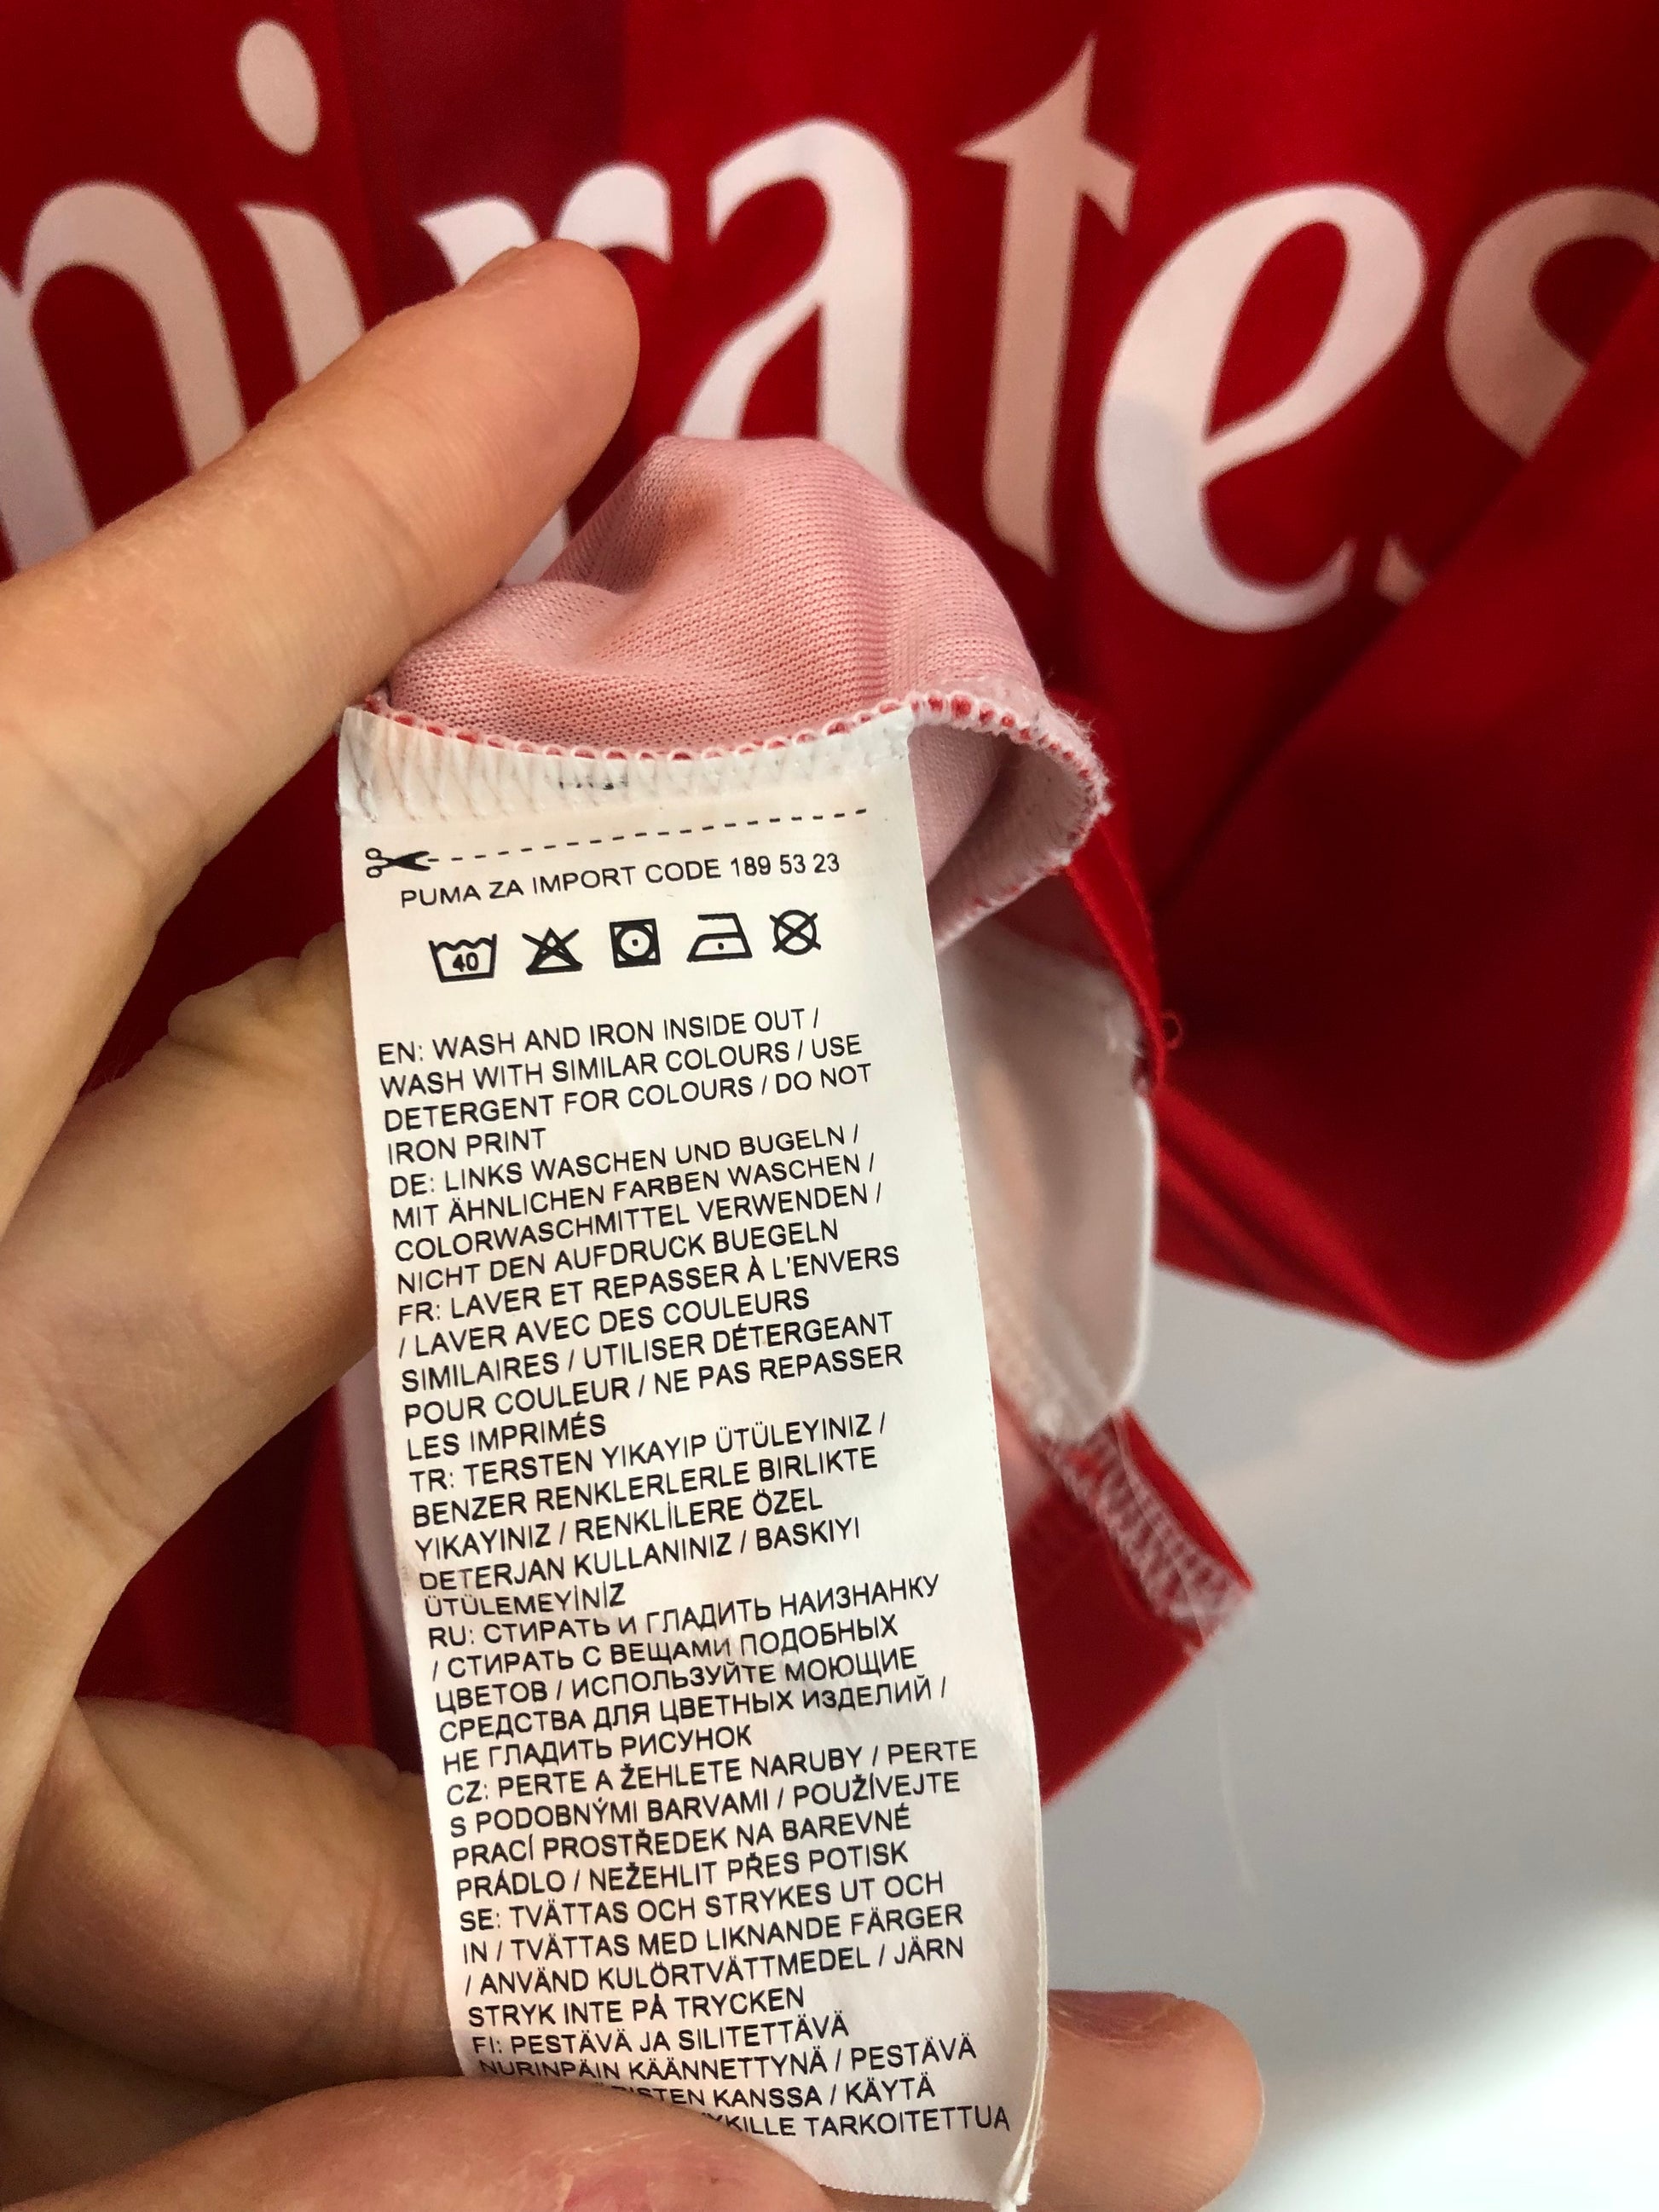 mirates
PUMA ZA IMPORT CODE 189 53 23
40
EN: WASH AND IRON INSIDE OUT /
WASH WITH SIMILAR COLOURS / USE
DETERGENT FOR COLOURS / DO NOT
IRON PRINT
DE: LINKS WASCHEN UND BUGELN /
MIT ÄHNLICHEN FARBEN WASCHEN /
COLORWASCHMITTEL VERWENDEN /
NICHT DEN AUFDRUCK BUEGELN
FR: LAVER ET REPASSER À L'ENVERS
/ LAVER AVEC DES COULEURS
SIMILAIRES / UTILISER DÉTERGEANT
POUR COULEUR / NE PAS REPASSER
LES IMPRIMÉS
TR: TERSTEN YIKAYIP ÜTÜLEYINIZ /
BENZER RENKLERLERLE BIRLIKTE
YIKAYINIZ / RENKLİLERE ÖZEL
DETERJAN KULLANINIZ / BASKIYI
ÜTÜLEMEYİNİZ
RU: СТИРАТЬ И ГЛАДИТЬ НАИЗНАНКУ
/ СТИРАТЬ С ВЕЩАМИ ПОДОБНЫХ
ЦВЕТОВ / ИСПОЛЬЗУЙТЕ МОЮЩИЕ
СРЕДСТВА ДЛЯ ЦВЕТНЫХ ИЗДЕЛИЙ /
НЕ ГЛАДИТЬ РИСУНОК
CZ: PERTE A ŽEHLETE NARUBY / PERTE
S PODOBNÝMI BARVAMI / POUŽÍVEJTE
PRACÍ PROSTŘEDEK NA BAREVNÉ
PRÁDLO / NEŽEHLIT PŘES POTISK
SE: TVÄTTAS OCH STRYKES UT OCH
IN / TVÄTTAS MED LIKNANDE FÄRGER
/ ANVÄND KULÖRTVÄTTMEDEL / JÄRN
STRYK INTE PÅ TRYCKEN
FI: PESTÄVÄ JA SILITETTÄVÄ
NURINPÄIN KÄÄNNETTYNÄ / PESTÄVÄ
KANSSA / KÄYTÄ
TARKOITETTUA